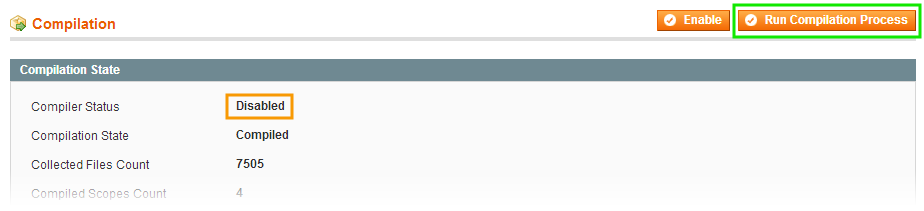 Compilation
Enable
Run Compilation Process
Compilation State
Compiler Status Disabled
Compilation State Compiled
Collected Files Count 7505
Compiled Scopes Count 4